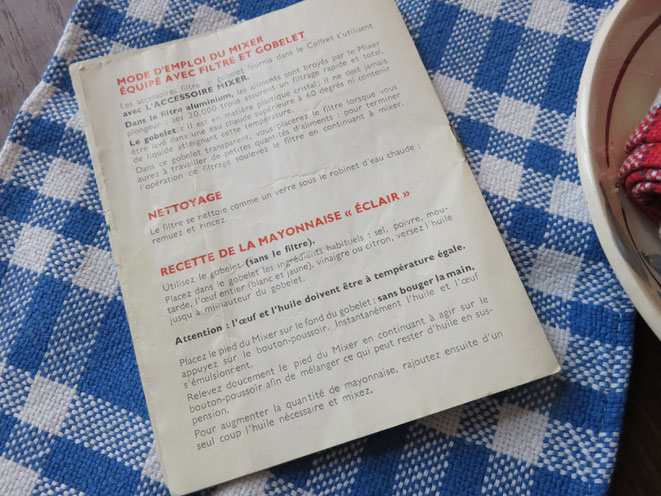 MODE D'EMPLOI DU MIXER
ÉQUIPÉ AVEC FILTRE ET GOBELET
Les accessoires filtre et gobelet fournis dans le Coffret s'utilisent
avec L'ACCESSOIRE MIXER.
Dans le filtre aluminium, les aliments sont broyés par le Mixer
plongeur : ses 20.000 trous assurent un filtrage rapide et total.
Le gobelet : il est en matière plastique cristal ; il ne doit jamais
être lavé dans une eau chaude supérieure à 60 degrés ni contenir
de liquide atteignant cette température.
Dans ce gobelet transparent, vous placerez le filtre lorsque vous
aurez à travailler de petites quantités d'aliments ; pour terminer
l'opération de filtrage soulevez le filtre en continuant à mixer.
NETTOYAGE
Le filtre se nettoie comme un verre sous le robinet d'eau chaude :
remuez et rincez.
RECETTE DE LA MAYONNAISE « ÉCLAIR »
Utilisez le gobelet (sans le filtre).
Placez dans le gobelet les ingrédients habituels : sel, poivre, mou-
tarde, l'œuf entier (blanc et jaune), vinaigre ou citron, versez l'huile
jusqu'à mi-hauteur du gobelet.
Attention : l'œuf et l'huile doivent être à température égale.
Placez le pied du Mixer sur le fond du gobelet ; sans bouger la main,
appuyez sur le bouton-poussoir. Instantanément l'huile et l'œuf
s'émulsionnent.
Relevez doucement le pied du Mixer en continuant à agir sur le
bouton-poussoir afin de mélanger ce qui peut rester d'huile en sus-
pension.
Pour augmenter la quantité de mayonnaise, rajoutez ensuite d'un
seul coup l'huile nécessaire et mixez.